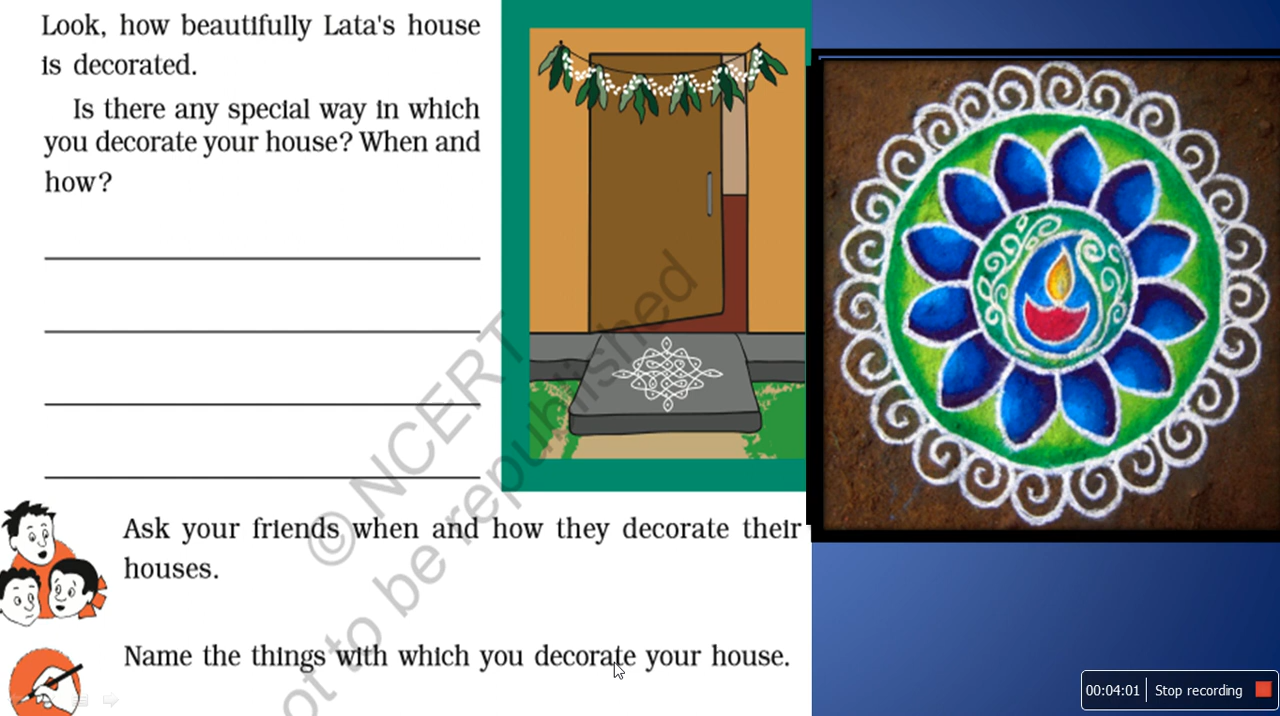 Look, how beautifully Lata's house
is decorated.
Is there any special way in which
you decorate your house? When and
how?
Ask your friends when and how they decorate their
houses.
Name the things with which you decorate your house.
© NCERT
not to be republished
00:04:01 Stop recording